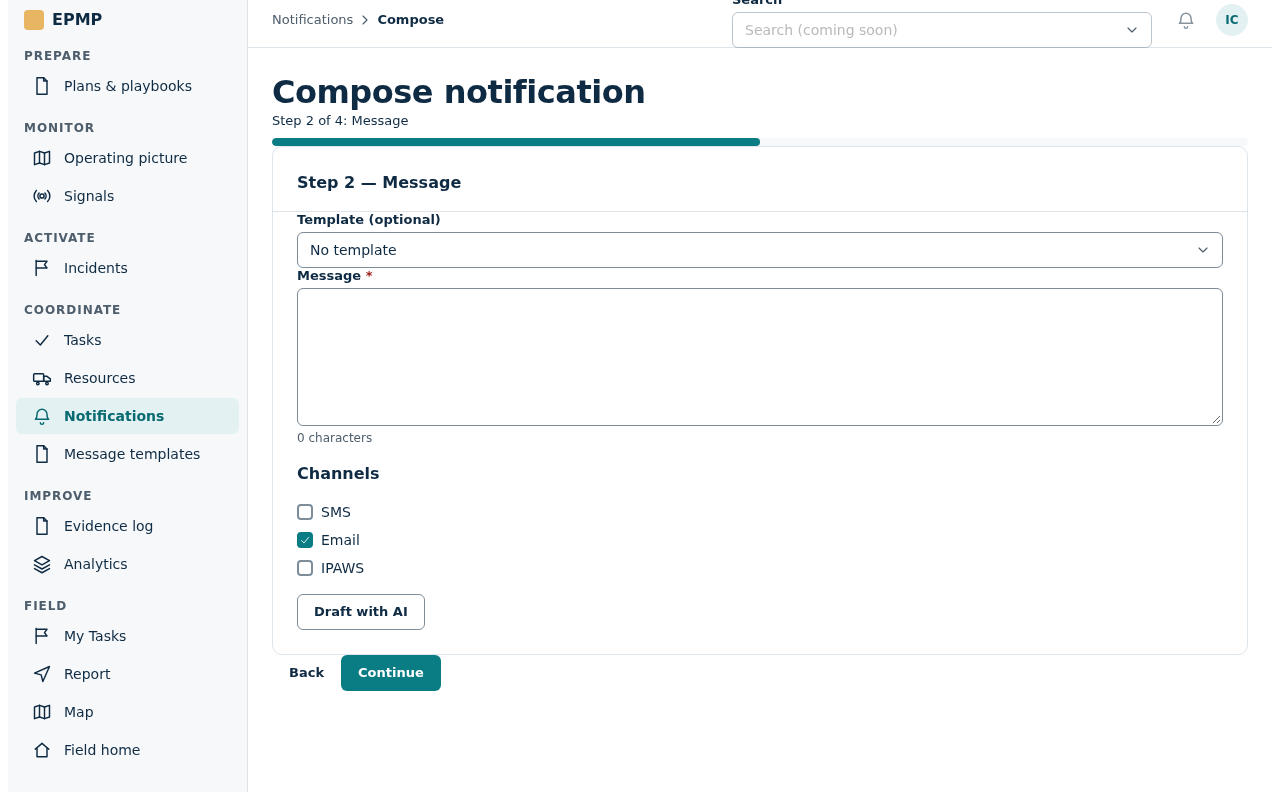 EPMP
PREPARE
Plans & playbooks
MONITOR
Operating picture
Signals
ACTIVATE
Incidents
COORDINATE
Tasks
Resources
Notifications
Message templates
IMPROVE
Evidence log
Analytics
FIELD
My Tasks
Report
Map
Field home
Notifications > Compose
Search
Search (coming soon)
IC
Compose notification
Step 2 of 4: Message
Step 2 — Message
Template (optional)
No template
Message *
0 characters
Channels
SMS
Email
IPAWS
Draft with AI
Back Continue